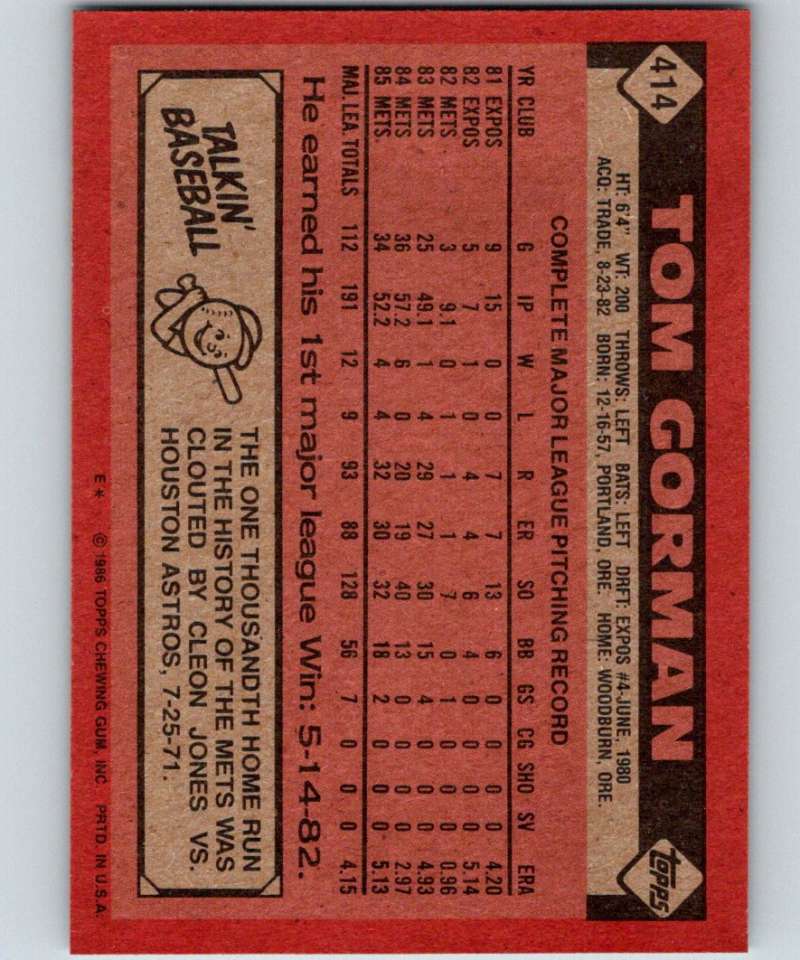 414
TOM GORMAN
TOPPS
HT: 6'4" WT: 200 THROWS: LEFT BATS: LEFT DRFT: EXPOS #4-JUNE, 1980
ACQ: TRADE, 8-23-82 BORN: 12-16-57, PORTLAND, ORE. HOME: WOODBURN, ORE.
COMPLETE MAJOR LEAGUE PITCHING RECORD
YR CLUB G IP W L R ER SO BB GS CG SHO SV ERA
81 EXPOS 9 15 0 0 7 7 13 6 0 0 0 0 4.20
82 EXPOS 5 7 1 0 4 4 6 4 0 0 0 0 5.14
82 METS 3 9.1 0 1 1 1 7 0 1 0 0 0 0.96
83 METS 25 49.1 1 4 29 27 30 15 4 0 0 0 4.93
84 METS 36 57.2 6 0 20 19 40 13 0 0 0 0 2.97
85 METS 34 52.2 4 4 32 30 32 18 2 0 0 0 5.13
MAJ. LEA. TOTALS 112 191 12 9 93 88 128 56 7 0 0 0 4.15
He earned his 1st major league Win: 5-14-82.
TALKIN'
BASEBALL
THE ONE THOUSANDTH HOME RUN
IN THE HISTORY OF THE METS WAS
CLOUTED BY CLEON JONES VS.
HOUSTON ASTROS, 7-25-71.
E* © 1986 TOPPS CHEWING GUM, INC. PRTD. IN U.S.A.